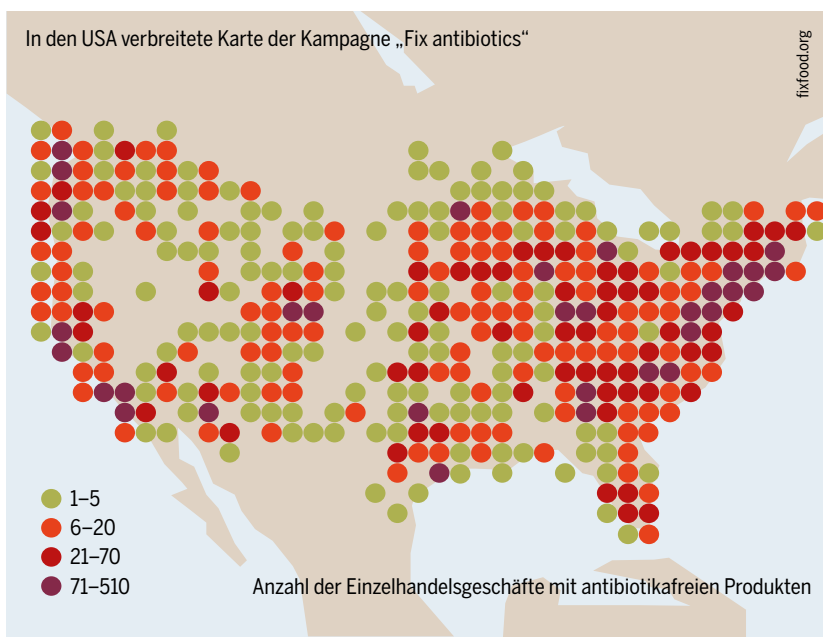 In den USA verbreitete Karte der Kampagne „Fix antibiotics“
fixfood.org
1–5
6–20
21–70
71–510
Anzahl der Einzelhandelsgeschäfte mit antibiotikafreien Produkten